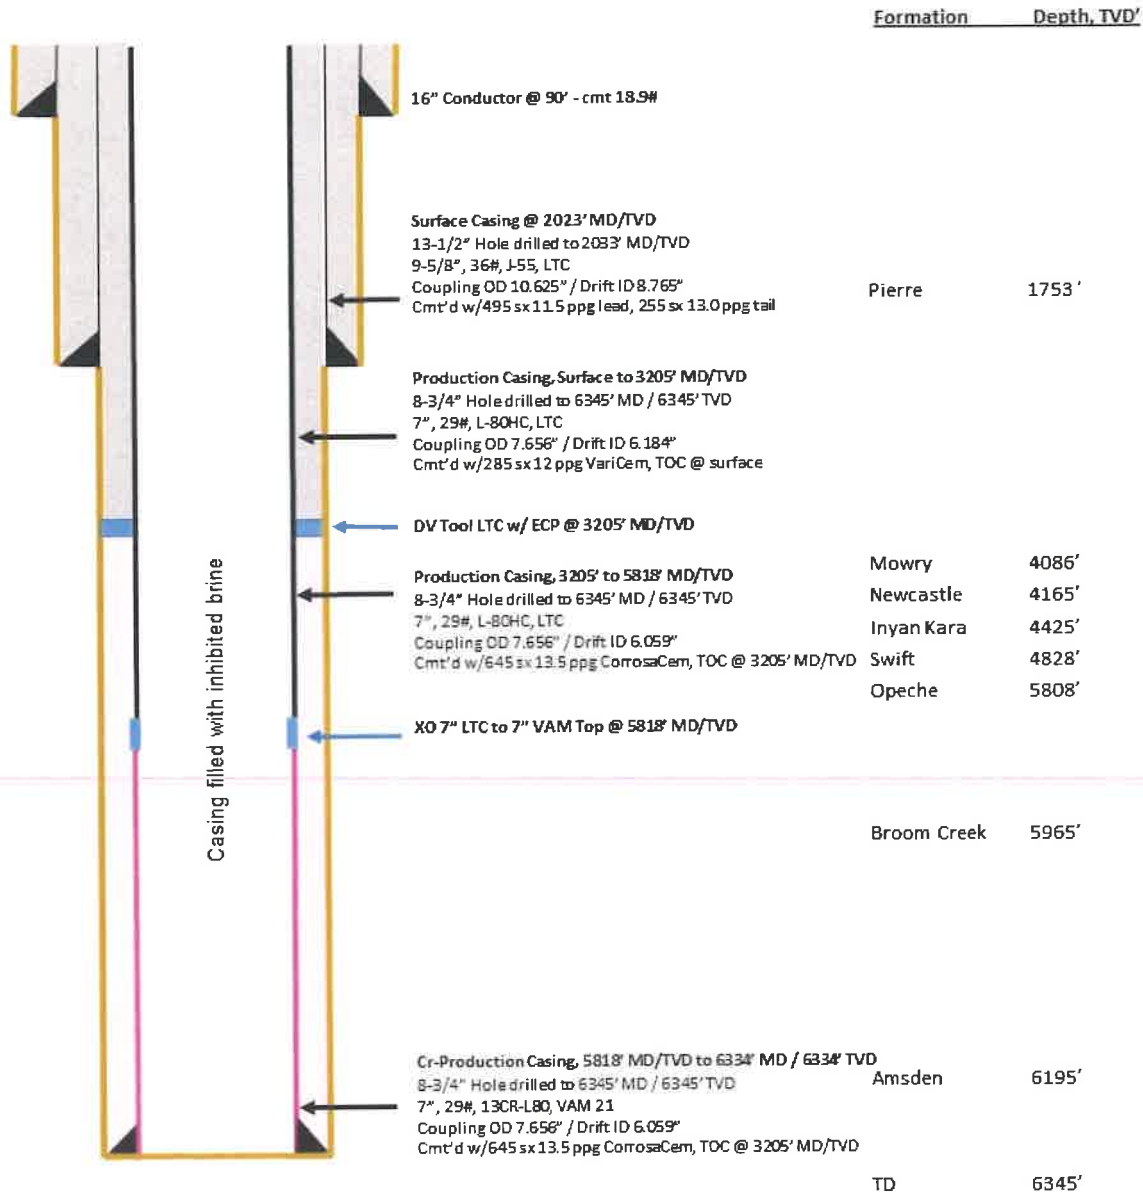 Formation Depth, TVD'
16" Conductor @ 90' - cmt 18.9#
Surface Casing @ 2023' MD/TVD
13-1/2" Hole drilled to 2033' MD/TVD
9-5/8", 36#, J-55, LTC
Coupling OD 10.625" / Drift ID 8.765"
Cmt'd w/495 sx 11.5 ppg lead, 255 sx 13.0 ppg tail
Pierre 1753'
Production Casing, Surface to 3205' MD/TVD
8-3/4" Hole drilled to 6345' MD / 6345' TVD
7", 29#, L-80HC, LTC
Coupling OD 7.656" / Drift ID 6.184"
Cmt'd w/285 sx 12 ppg VariCem, TOC @ surface
DV Tool LTC w/ ECP @ 3205' MD/TVD
Mowry 4086'
Production Casing, 3205' to 5818' MD/TVD
8-3/4" Hole drilled to 6345' MD / 6345' TVD
Newcastle 4165'
7", 29#, L-80HC, LTC
Inyan Kara 4425'
Coupling OD 7.656" / Drift ID 6.059"
Cmt'd w/645 sx 13.5 ppg CorrosaCem, TOC @ 3205' MD/TVD
Swift 4828'
Opeche 5808'
XO 7" LTC to 7" VAM Top @ 5818' MD/TVD
Casing filled with inhibited brine
Broom Creek 5965'
Cr-Production Casing, 5818' MD/TVD to 6334' MD / 6334' TVD
8-3/4" Hole drilled to 6345' MD / 6345' TVD
Amsden 6195'
7", 29#, 13CR-L80, VAM 21
Coupling OD 7.656" / Drift ID 6.059"
Cmt'd w/645 sx 13.5 ppg CorrosaCem, TOC @ 3205' MD/TVD
TD 6345'